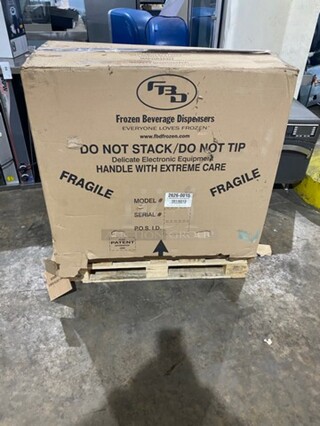 FBD
Frozen Beverage Dispensers
EVERYONE LOVES FROZEN
www.fbdfrozen.com
DO NOT STACK/DO NOT TIP
Delicate Electronic Equipment
HANDLE WITH EXTREME CARE
FRAGILE
FRAGILE
MODEL #
SERIAL #
P.O.S. I.D.
PATENT